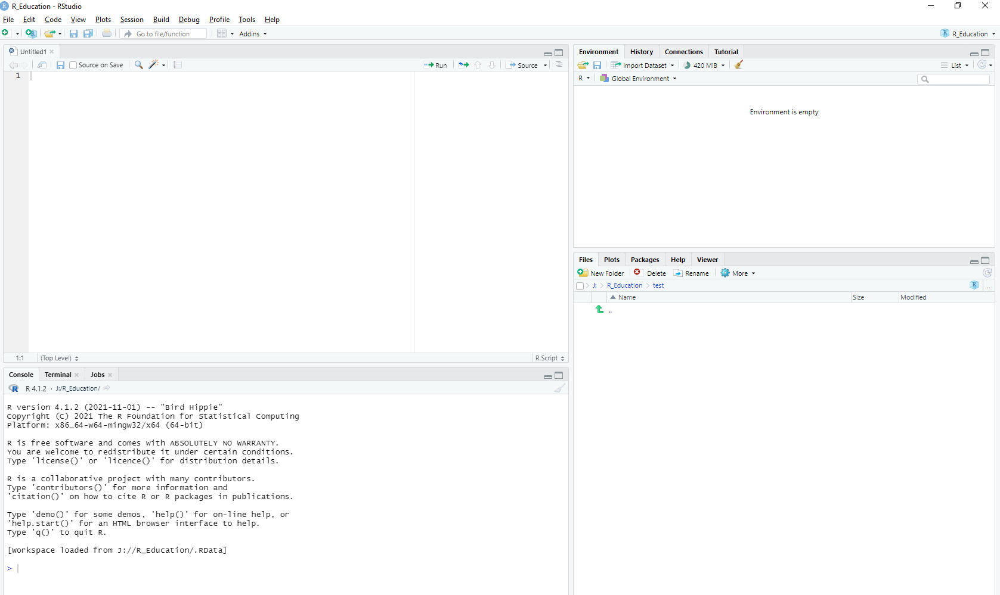 R_Education - RStudio
File Edit Code View Plots Session Build Debug Profile Tools Help
Go to file/function Addins R_Education
Untitled1
Source on Save Run Source
1
1:1 (Top Level) R Script
Console Terminal Jobs
R 4.1.2 · J:/R_Education/
R version 4.1.2 (2021-11-01) -- "Bird Hippie"
Copyright (C) 2021 The R Foundation for Statistical Computing
Platform: x86_64-w64-mingw32/x64 (64-bit)
R is free software and comes with ABSOLUTELY NO WARRANTY.
You are welcome to redistribute it under certain conditions.
Type 'license()' or 'licence()' for distribution details.
R is a collaborative project with many contributors.
Type 'contributors()' for more information and
'citation()' on how to cite R or R packages in publications.
Type 'demo()' for some demos, 'help()' for on-line help, or
'help.start()' for an HTML browser interface to help.
Type 'q()' to quit R.
[Workspace loaded from J://R_Education/.RData]
>
Environment History Connections Tutorial
Import Dataset 420 MiB List
R Global Environment
Environment is empty
Files Plots Packages Help Viewer
New Folder Delete Rename More
J: R_Education test ...
Name Size Modified
..